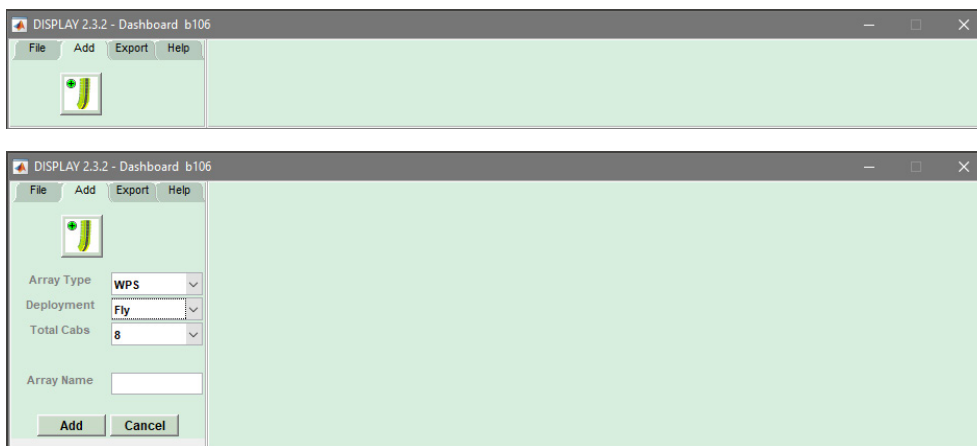 DISPLAY 2.3.2 - Dashboard b106
File Add Export Help
DISPLAY 2.3.2 - Dashboard b106
File Add Export Help
Array Type WPS
Deployment Fly
Total Cabs 8
Array Name
Add Cancel